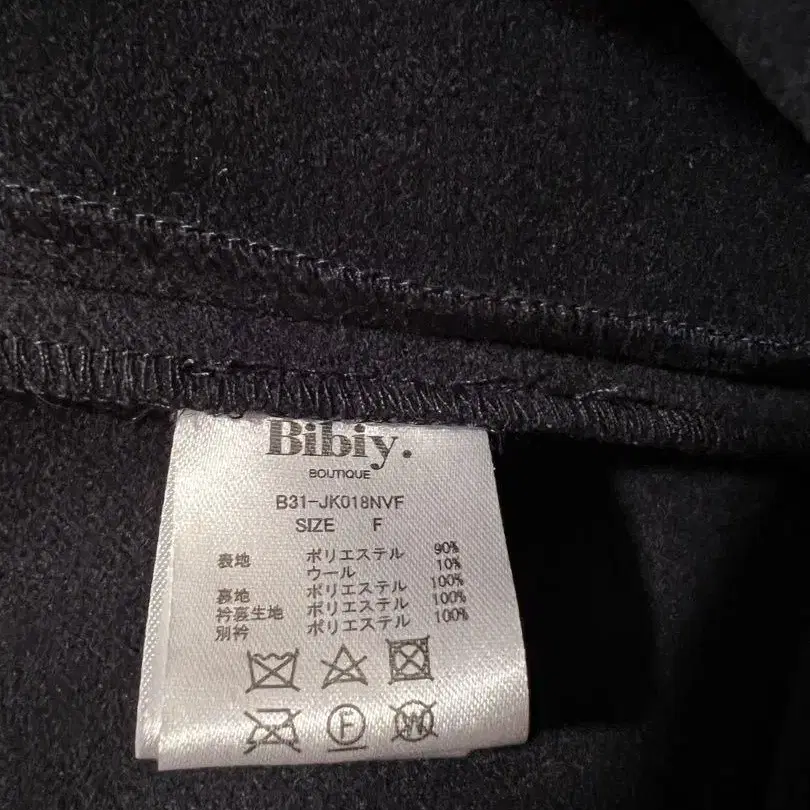 Bibiy.
BOUTIQUE
B31-JK018NVF
SIZE F
表地 ポリエステル 90%
ウール 10%
裏地 ポリエステル 100%
衿裏生地 ポリエステル 100%
別衿 ポリエステル 100%
F
W